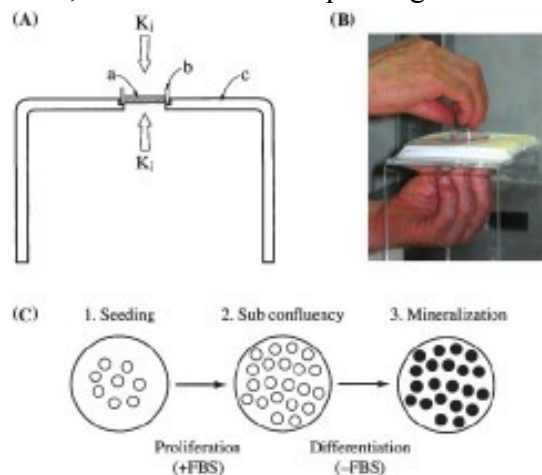 (A)
Ki
a
b
c
Ki
(B)
(C)
1. Seeding
2. Sub confluency
3. Mineralization
Proliferation
(+FBS)
Differentiation
(−FBS)